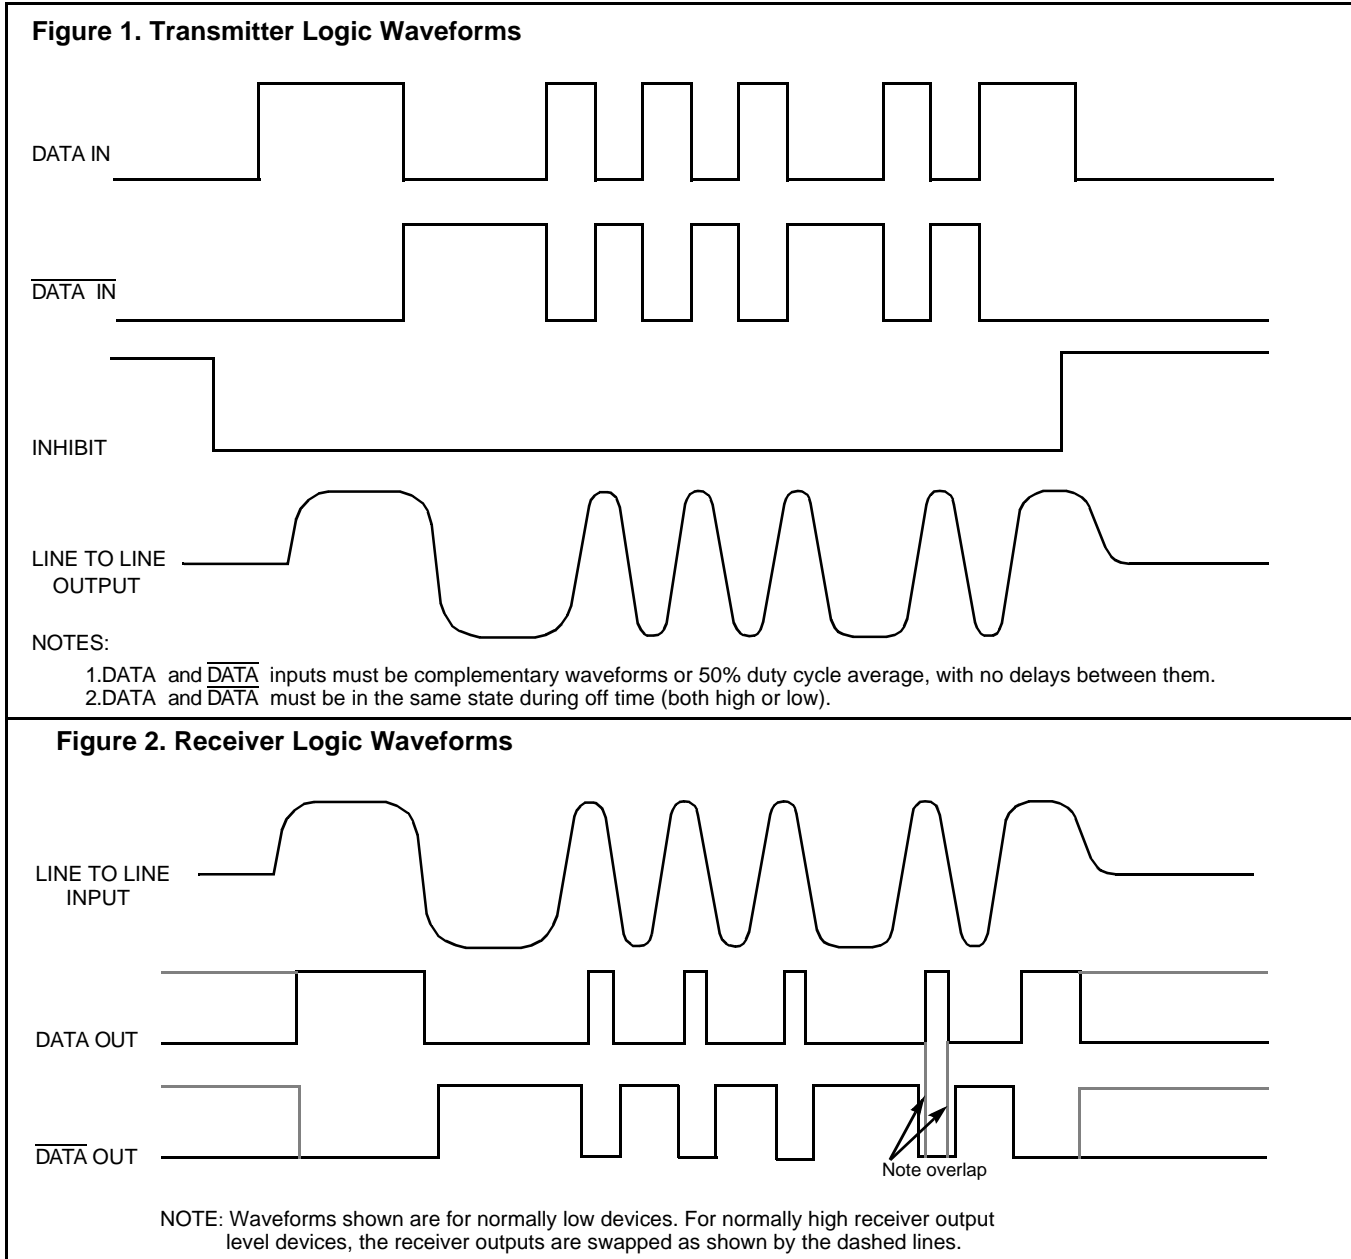 Figure 1. Transmitter Logic Waveforms
DATA IN
DATA IN
INHIBIT
LINE TO LINE
OUTPUT
NOTES:
1.DATA and DATA inputs must be complementary waveforms or 50% duty cycle average, with no delays between them.
2.DATA and DATA must be in the same state during off time (both high or low).
Figure 2. Receiver Logic Waveforms
LINE TO LINE
INPUT
DATA OUT
DATA OUT
Note overlap
NOTE: Waveforms shown are for normally low devices. For normally high receiver output
level devices, the receiver outputs are swapped as shown by the dashed lines.